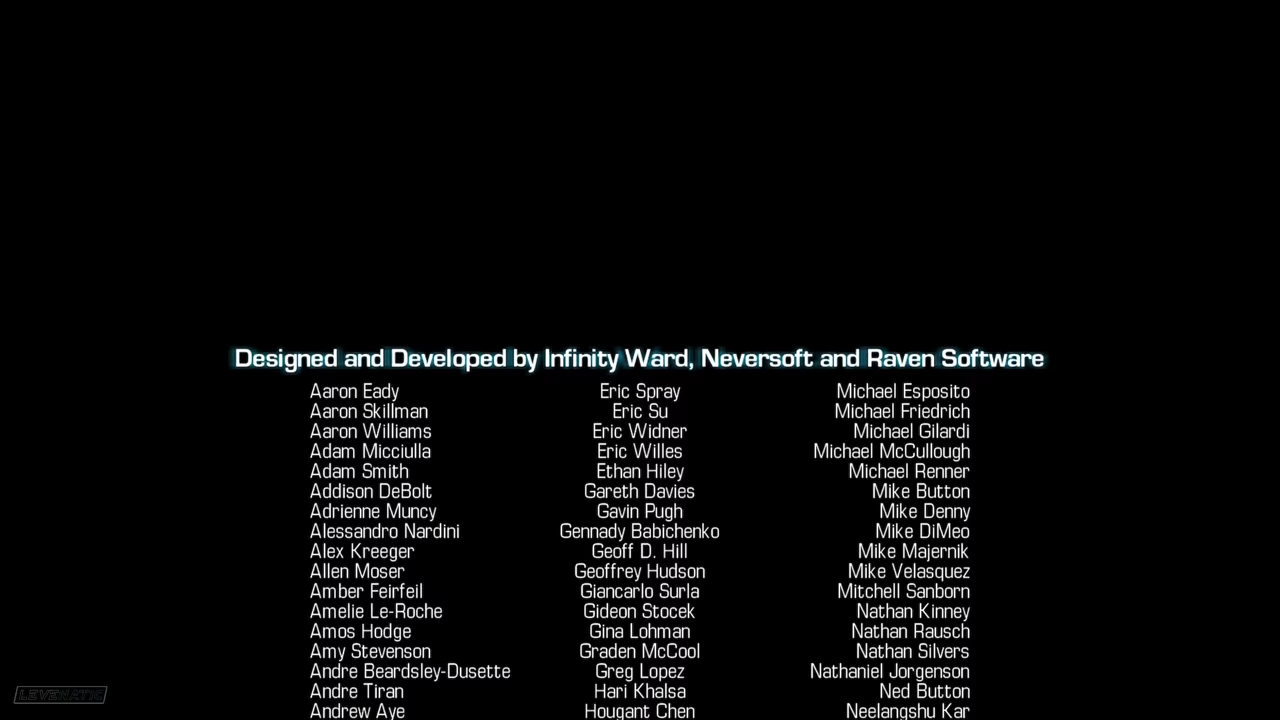 Designed and Developed by Infinity Ward, Neversoft and Raven Software
Aaron Eady Eric Spray Michael Esposito
Aaron Skillman Eric Su Michael Friedrich
Aaron Williams Eric Widner Michael Gilardi
Adam Micciulla Eric Willes Michael McCullough
Adam Smith Ethan Hiley Michael Renner
Addison DeBolt Gareth Davies Mike Button
Adrienne Muncy Gavin Pugh Mike Denny
Alessandro Nardini Gennady Babichenko Mike DiMeo
Alex Kreeger Geoff D. Hill Mike Majernik
Allen Moser Geoffrey Hudson Mike Velasquez
Amber Feirfeil Giancarlo Surla Mitchell Sanborn
Amelie Le-Roche Gideon Stocek Nathan Kinney
Amos Hodge Gina Lohman Nathan Rausch
Amy Stevenson Graden McCool Nathan Silvers
Andre Beardsley-Dusette Greg Lopez Nathaniel Jorgenson
Andre Tiran Hari Khalsa Ned Button
Andrew Aye Hougant Chen Neelangshu Kar
LEVENATIC